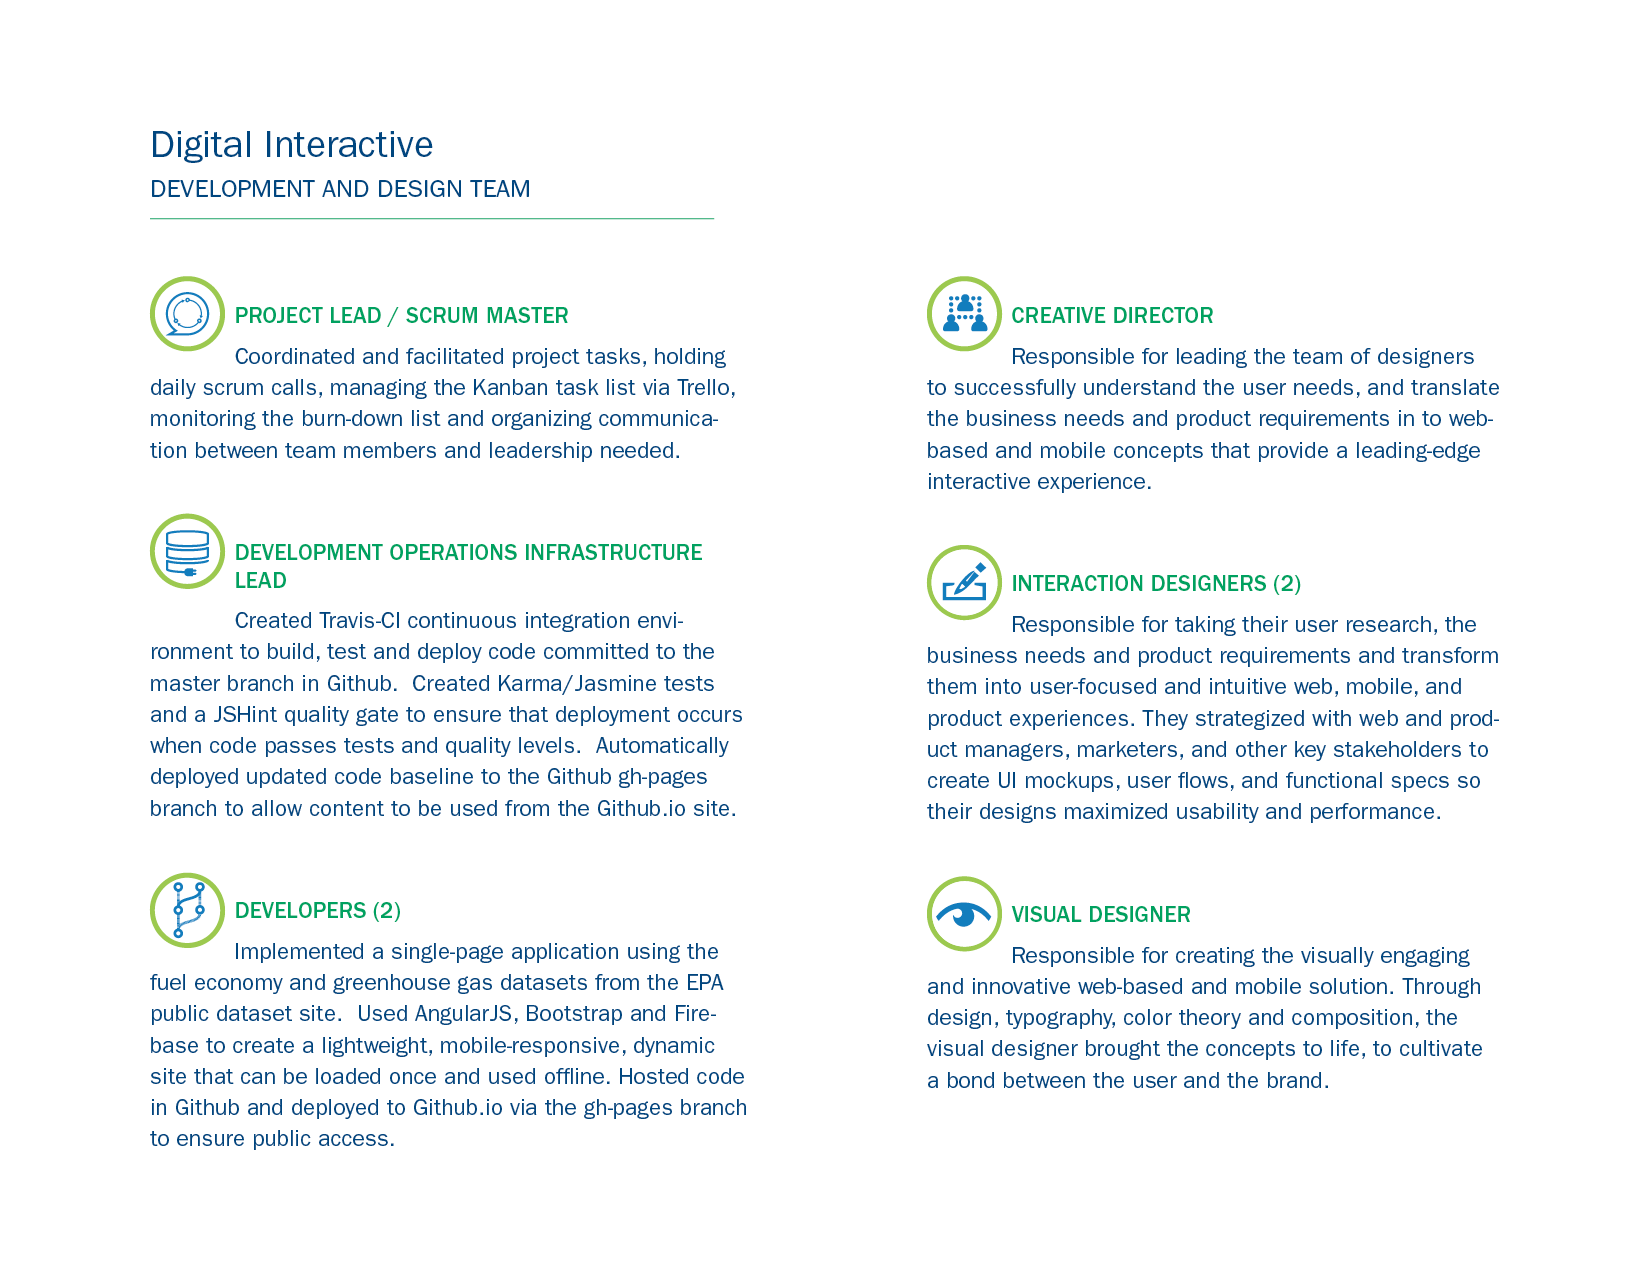 Digital Interactive
DEVELOPMENT AND DESIGN TEAM
PROJECT LEAD / SCRUM MASTER
Coordinated and facilitated project tasks, holding
daily scrum calls, managing the Kanban task list via Trello,
monitoring the burn-down list and organizing communica-
tion between team members and leadership needed.
DEVELOPMENT OPERATIONS INFRASTRUCTURE
LEAD
Created Travis-CI continuous integration envi-
ronment to build, test and deploy code committed to the
master branch in Github.  Created Karma/Jasmine tests
and a JSHint quality gate to ensure that deployment occurs
when code passes tests and quality levels.  Automatically
deployed updated code baseline to the Github gh-pages
branch to allow content to be used from the Github.io site.
DEVELOPERS (2)
Implemented a single-page application using the
fuel economy and greenhouse gas datasets from the EPA
public dataset site.  Used AngularJS, Bootstrap and Fire-
base to create a lightweight, mobile-responsive, dynamic
site that can be loaded once and used offline. Hosted code
in Github and deployed to Github.io via the gh-pages branch
to ensure public access.
CREATIVE DIRECTOR
Responsible for leading the team of designers
to successfully understand the user needs, and translate
the business needs and product requirements in to web-
based and mobile concepts that provide a leading-edge
interactive experience.
INTERACTION DESIGNERS (2)
Responsible for taking their user research, the
business needs and product requirements and transform
them into user-focused and intuitive web, mobile, and
product experiences. They strategized with web and prod-
uct managers, marketers, and other key stakeholders to
create UI mockups, user flows, and functional specs so
their designs maximized usability and performance.
VISUAL DESIGNER
Responsible for creating the visually engaging
and innovative web-based and mobile solution. Through
design, typography, color theory and composition, the
visual designer brought the concepts to life, to cultivate
a bond between the user and the brand.